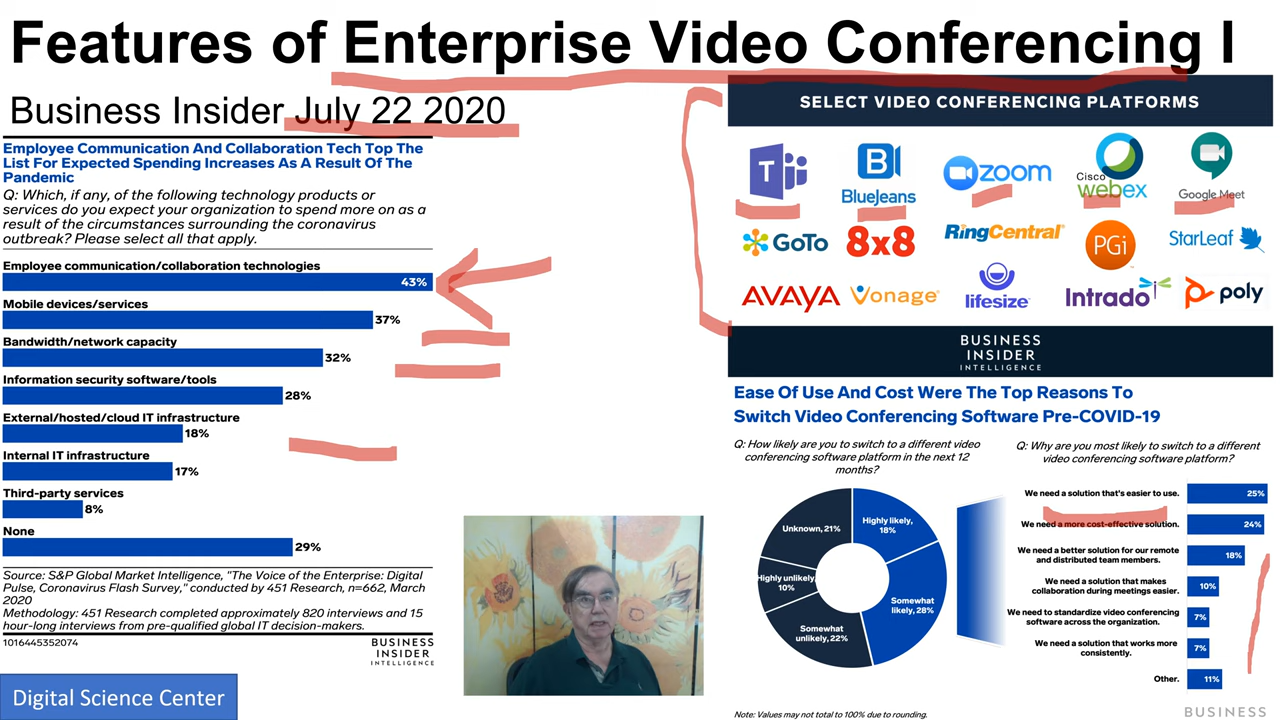 Features of Enterprise Video Conferencing I
Business Insider July 22 2020
Employee Communication And Collaboration Tech Top The
List For Expected Spending Increases As A Result Of The
Pandemic
Q: Which, if any, of the following technology products or
services do you expect your organization to spend more on as a
result of the circumstances surrounding the coronavirus
outbreak? Please select all that apply.
Employee communication/collaboration technologies
43%
Mobile devices/services
37%
Bandwidth/network capacity
32%
Information security software/tools
28%
External/hosted/cloud IT infrastructure
18%
Internal IT infrastructure
17%
Third-party services
8%
None
29%
Source: S&P Global Market Intelligence, "The Voice of the Enterprise: Digital
Pulse, Coronavirus Flash Survey," conducted by 451 Research, n=662, March
2020
Methodology: 451 Research completed approximately 820 interviews and 15
hour-long interviews from pre-qualified global IT decision-makers.
1016445352074
BUSINESS
INSIDER
INTELLIGENCE
Digital Science Center
SELECT VIDEO CONFERENCING PLATFORMS
T
B
BlueJeans
zoom
Cisco
webex
Google Meet
GoTo
8x8
RingCentral®
PGi
StarLeaf
AVAYA
Vonage®
lifesize
Intrado
poly
BUSINESS
INSIDER
INTELLIGENCE
Ease Of Use And Cost Were The Top Reasons To
Switch Video Conferencing Software Pre-COVID-19
Q: How likely are you to switch to a different video
conferencing software platform in the next 12
months?
Unknown, 21%
Highly likely,
18%
Highly unlikely,
10%
Somewhat
likely, 28%
Somewhat
unlikely, 22%
Q: Why are you most likely to switch to a different
video conferencing software platform?
We need a solution that's easier to use.
25%
We need a more cost-effective solution.
24%
We need a better solution for our remote
and distributed team members.
18%
We need a solution that makes
collaboration during meetings easier.
10%
We need to standardize video conferencing
software across the organization.
7%
We need a solution that works more
consistently.
7%
Other.
11%
Note: Values may not total to 100% due to rounding.
BUSINESS